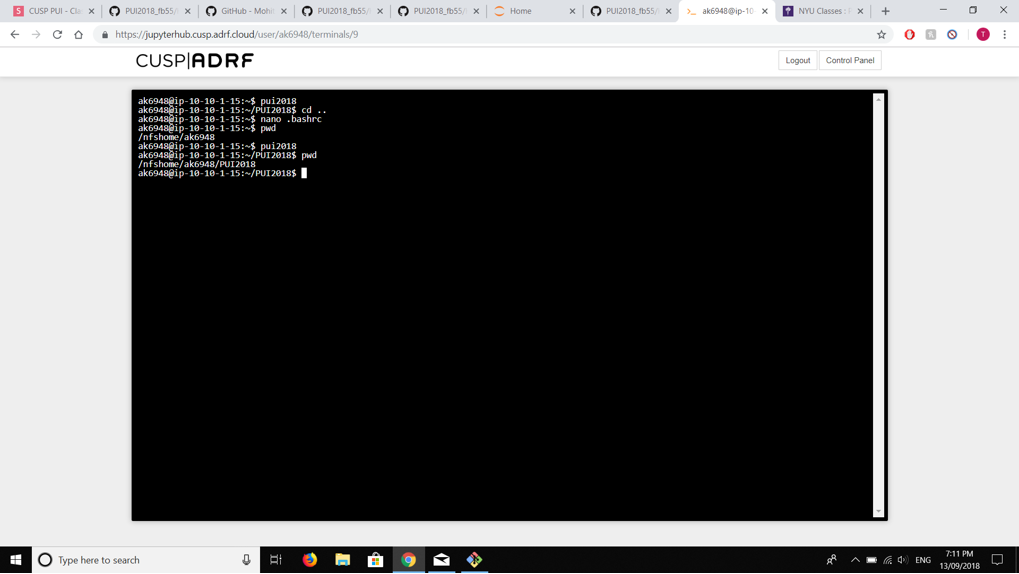 CUSP PUI - Cla
PUI2018_fb55/
GitHub - Mohi
PUI2018_fb55/
PUI2018_fb55/
Home
PUI2018_fb55/
ak6948@ip-10
NYU Classes :
https://jupyterhub.cusp.adrf.cloud/user/ak6948/terminals/9
T
CUSP|ADRF
Logout
Control Panel
ak6948@ip-10-10-1-15:~$ pui2018
ak6948@ip-10-10-1-15:~/PUI2018$ cd ..
ak6948@ip-10-10-1-15:~$ nano .bashrc
ak6948@ip-10-10-1-15:~$ pwd
/nfshome/ak6948
ak6948@ip-10-10-1-15:~$ pui2018
ak6948@ip-10-10-1-15:~/PUI2018$ pwd
/nfshome/ak6948/PUI2018
ak6948@ip-10-10-1-15:~/PUI2018$
Type here to search
ENG
7:11 PM
13/09/2018